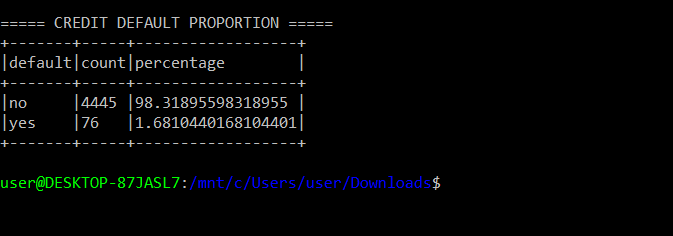 ===== CREDIT DEFAULT PROPORTION =====
+-------+-----+------------------+
|default|count|percentage        |
+-------+-----+------------------+
|no     |4445 |98.31895598318955 |
|yes    |76   |1.6810440168104401|
+-------+-----+------------------+
user@DESKTOP-87JASL7:/mnt/c/Users/user/Downloads$